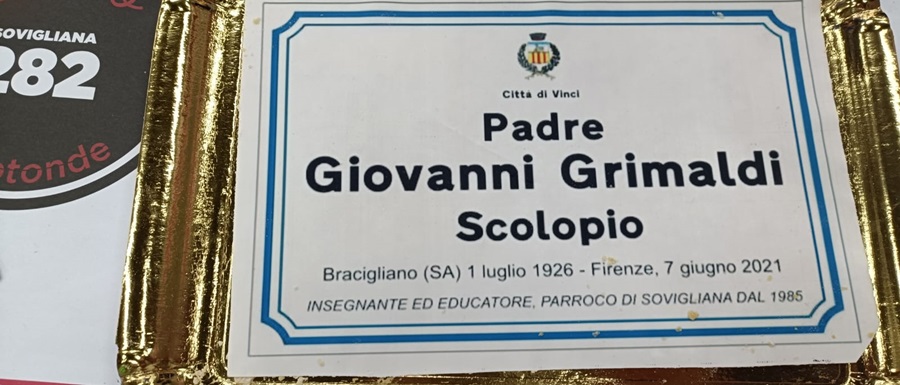 SOVIGLIANA
282
Città di Vinci
Padre
Giovanni Grimaldi
Scolopio
Bracigliano (SA) 1 luglio 1926 - Firenze, 7 giugno 2021
INSEGNANTE ED EDUCATORE, PARROCO DI SOVIGLIANA DAL 1985